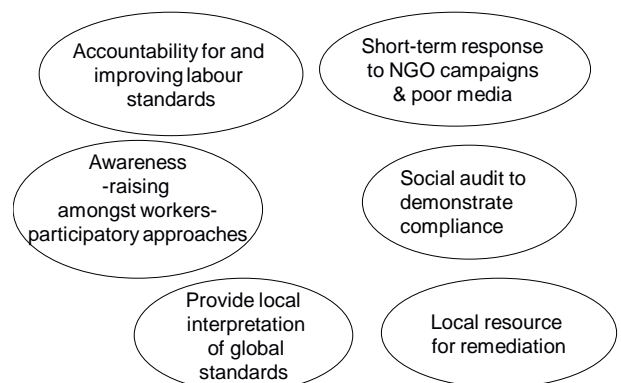 Accountability for and
improving labour
standards
Short-term response
to NGO campaigns
& poor media
Awareness
-raising
amongst workers-
participatory approaches
Social audit to
demonstrate
compliance
Provide local
interpretation
of global
standards
Local resource
for remediation